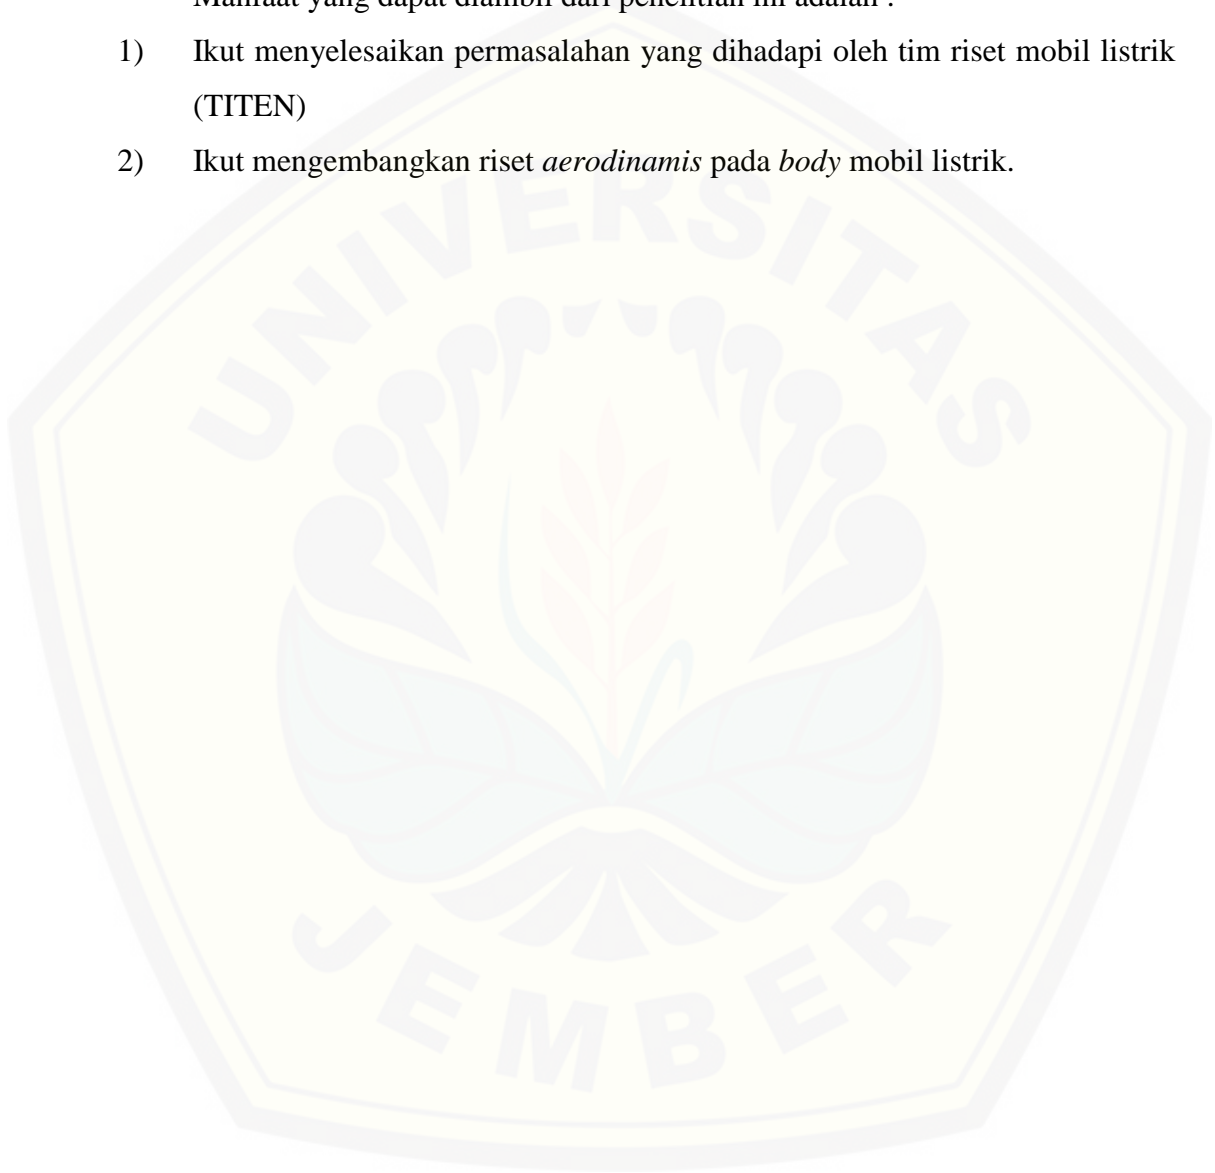 Manfaat yang dapat diambil dari penelitian ini adalah :
1) Ikut menyelesaikan permasalahan yang dihadapi oleh tim riset mobil listrik
(TITEN)
2) Ikut mengembangkan riset aerodinamis pada body mobil listrik.
UNIVERSITAS
JEMBER